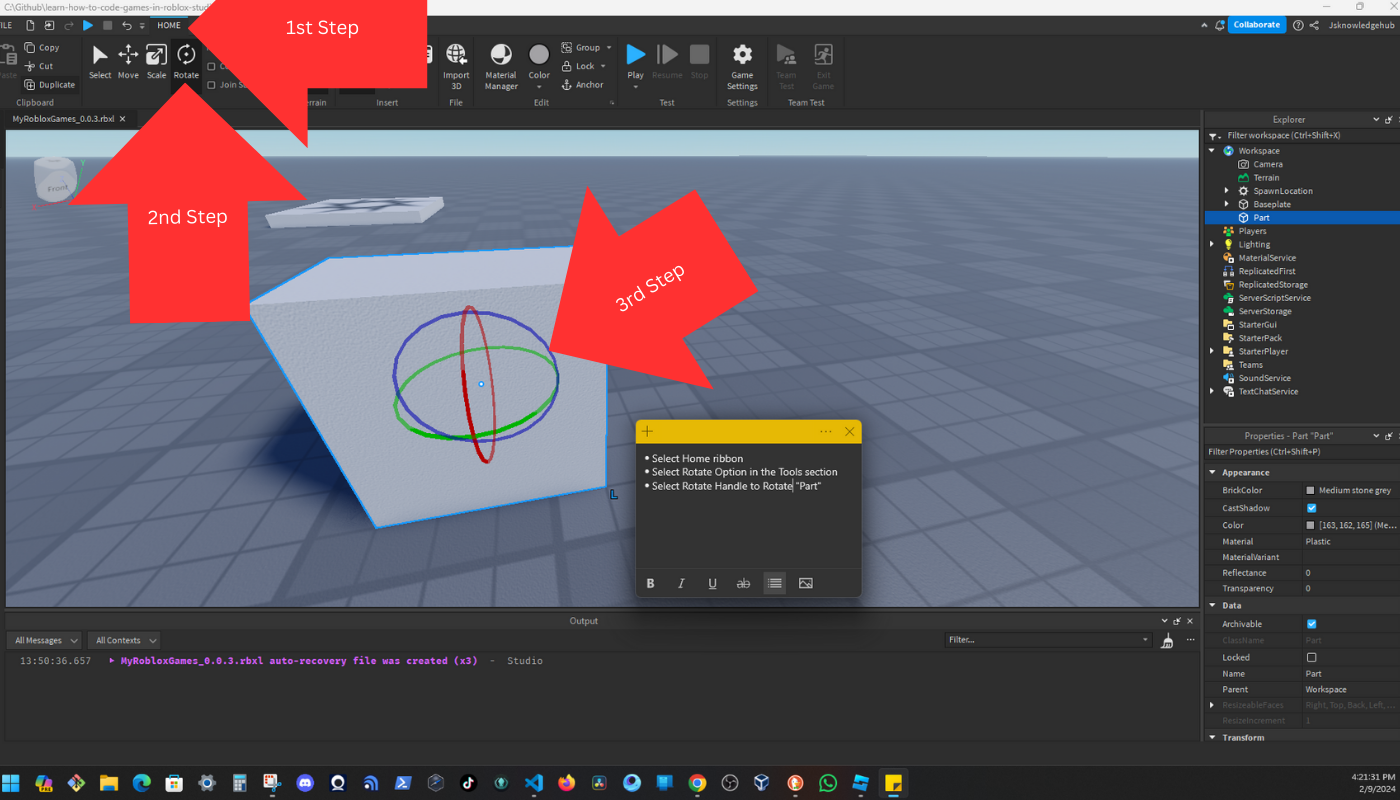 C:\Github\learn-how-to-code-games-in-roblox-stud
ILE
HOME
Collaborate
Jsknowledgehub
1st Step
Copy
Cut
Duplicate
Clipboard
Select
Move
Scale
Rotate
Insert
Import
3D
File
Material
Manager
Color
Group
Lock
Anchor
Edit
Play
Resume
Stop
Test
Game
Settings
Settings
Team
Test
Exit
Game
Team Test
MyRobloxGames_0.0.3.rbxl
Front
Y
2nd Step
3rd Step
L
• Select Home ribbon
• Select Rotate Option in the Tools section
• Select Rotate Handle to Rotate "Part"
B I U ab
Explorer
Filter workspace (Ctrl+Shift+X)
Workspace
Camera
Terrain
SpawnLocation
Baseplate
Part
Players
Lighting
MaterialService
ReplicatedFirst
ReplicatedStorage
ServerScriptService
ServerStorage
StarterGui
StarterPack
StarterPlayer
Teams
SoundService
TextChatService
Properties - Part "Part"
Filter Properties (Ctrl+Shift+P)
Appearance
BrickColor Medium stone grey
CastShadow
Color [163, 162, 165] (Me...
Material Plastic
MaterialVariant
Reflectance 0
Transparency 0
Data
Archivable
ClassName Part
Locked
Name Part
Parent Workspace
ResizeableFaces Right, Top, Back, Left, ...
ResizeIncrement 1
Transform
Output
All Messages All Contexts Filter...
13:50:36.657 MyRobloxGames_0.0.3.rbxl auto-recovery file was created (x3) - Studio
4:21:31 PM
2/9/2024